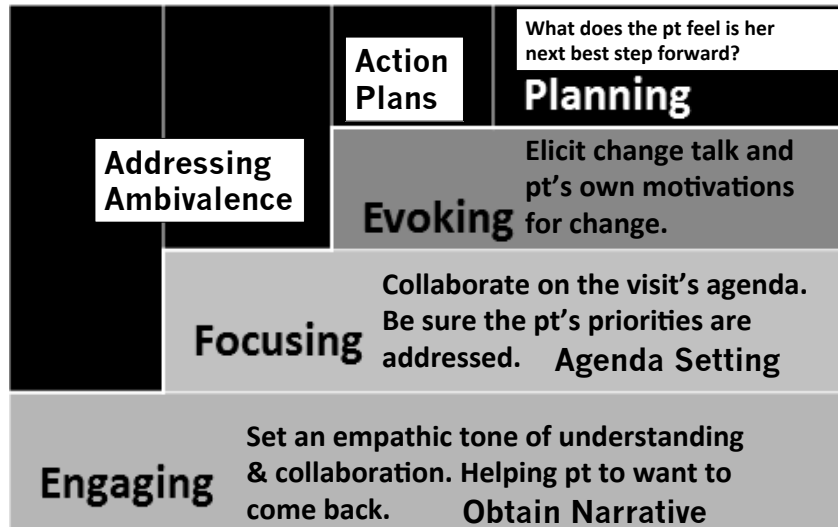 What does the pt feel is her
next best step forward?
Action
Plans
Planning
Addressing
Ambivalence
Elicit change talk and
pt's own motivations
for change.
Evoking
Collaborate on the visit's agenda.
Be sure the pt's priorities are
addressed.
Agenda Setting
Focusing
Set an empathic tone of understanding
& collaboration. Helping pt to want to
come back.
Obtain Narrative
Engaging